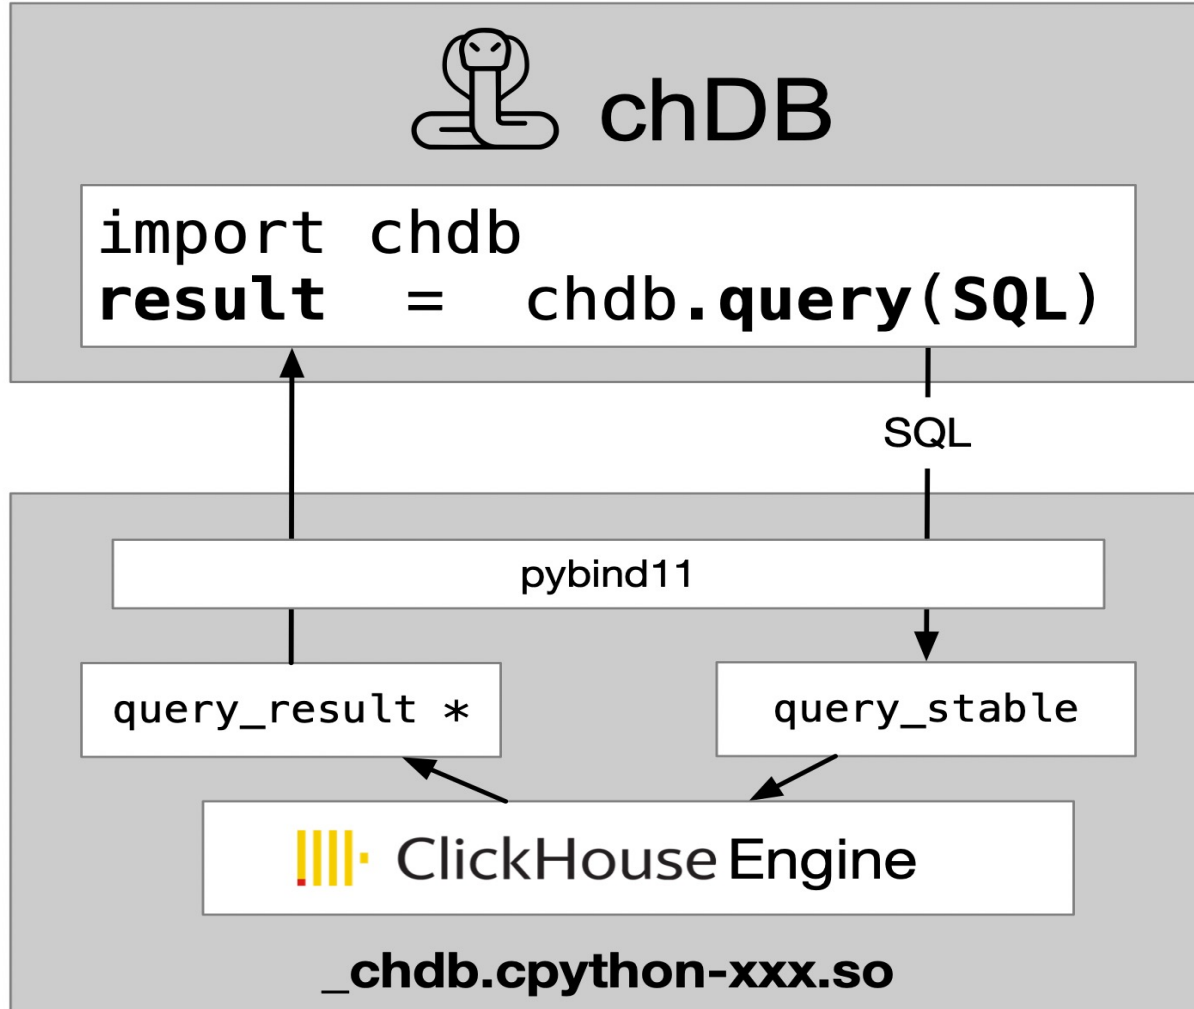 chDB
import chdb
result = chdb.query(SQL)
SQL
pybind11
query_result *
query_stable
ClickHouse Engine
_chdb.cpython-xxx.so